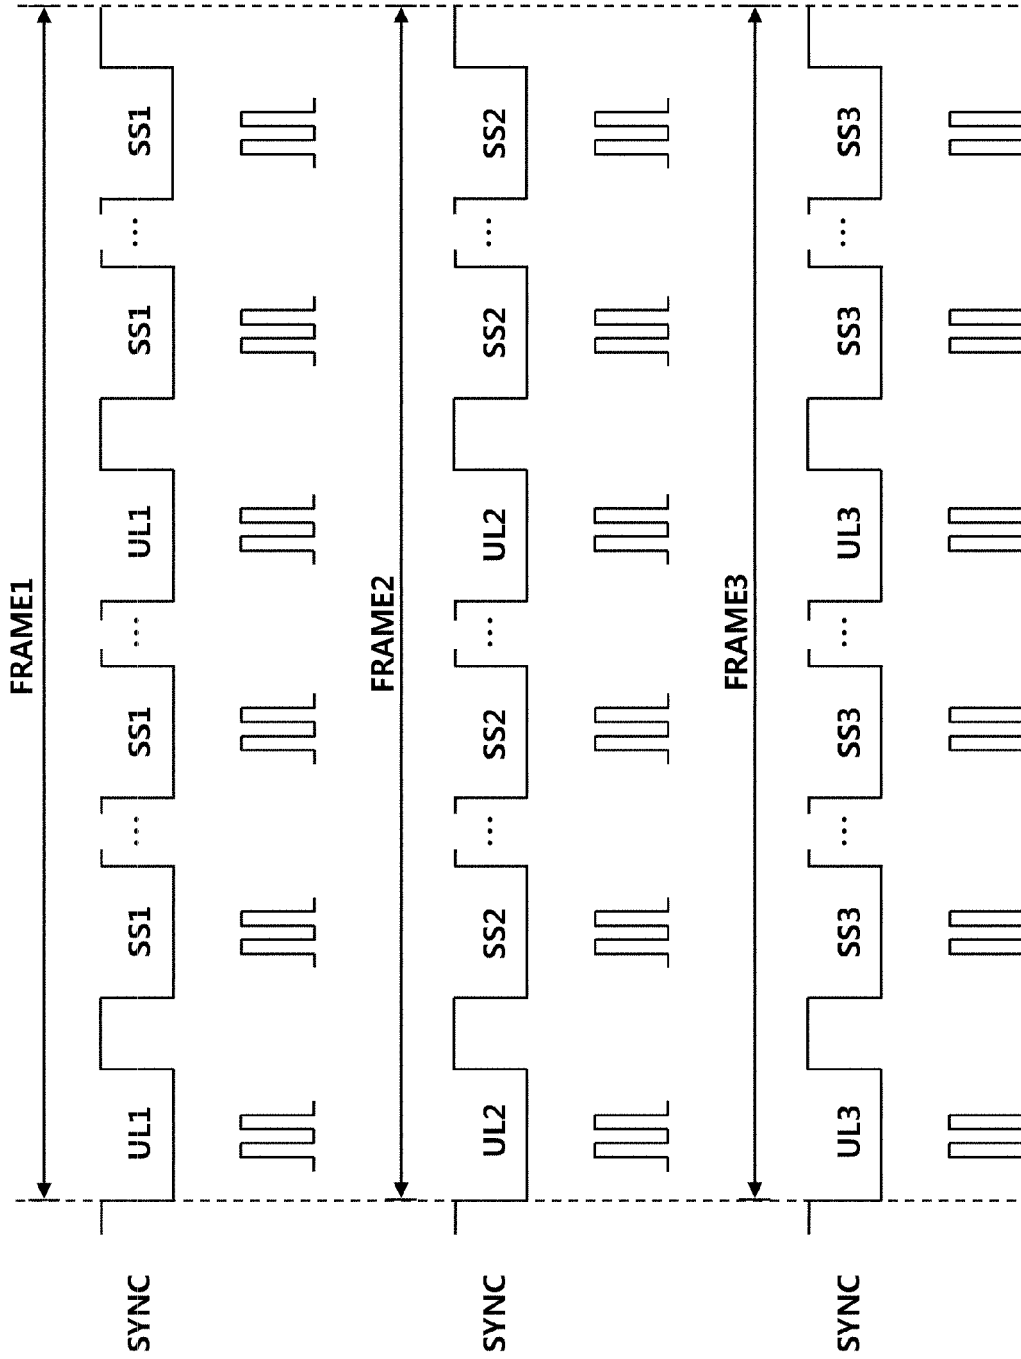 FRAME1
SYNC UL1 SS1 ... SS1 ... UL1 SS1 ... SS1
FRAME2
SYNC UL2 SS2 ... SS2 ... UL2 SS2 ... SS2
FRAME3
SYNC UL3 SS3 ... SS3 ... UL3 SS3 ... SS3